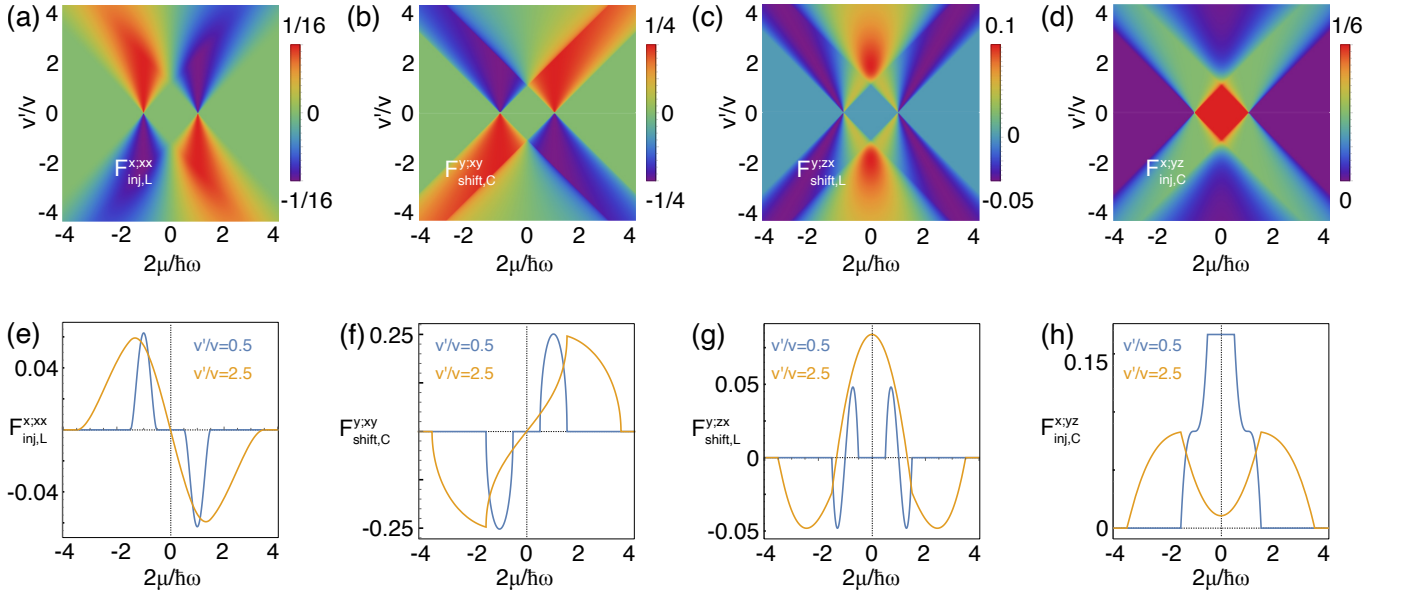 (a)
1/16
0
-1/16
v'/v
4
2
0
-2
-4
F x;xx inj,L
-4 -2 0 2 4
2μ/ħω
(b)
1/4
0
-1/4
v'/v
4
2
0
-2
-4
F y;xy shift,C
-4 -2 0 2 4
2μ/ħω
(c)
0.1
0
-0.05
v'/v
4
2
0
-2
-4
F y;zx shift,L
-4 -2 0 2 4
2μ/ħω
(d)
1/6
0
v'/v
4
2
0
-2
-4
F x;yz inj,C
-4 -2 0 2 4
2μ/ħω
(e)
0.04
0
-0.04
F x;xx inj,L
v'/v=0.5
v'/v=2.5
-4 -2 0 2 4
2μ/ħω
(f)
0.25
0
-0.25
F y;xy shift,C
v'/v=0.5
v'/v=2.5
-4 -2 0 2 4
2μ/ħω
(g)
0.05
0
-0.05
F y;zx shift,L
v'/v=0.5
v'/v=2.5
-4 -2 0 2 4
2μ/ħω
(h)
0.15
0
F x;yz inj,C
v'/v=0.5
v'/v=2.5
-4 -2 0 2 4
2μ/ħω